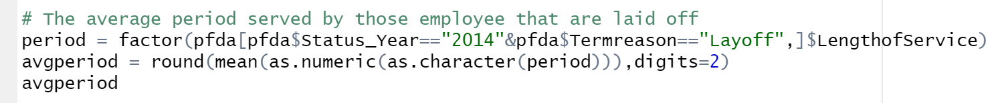 # The average period served by those employee that are laid off
period = factor(pfda[pfda$Status_Year=="2014"&pfda$Termreason=="Layoff",]$LengthofService)
avgperiod = round(mean(as.numeric(as.character(period))),digits=2)
avgperiod